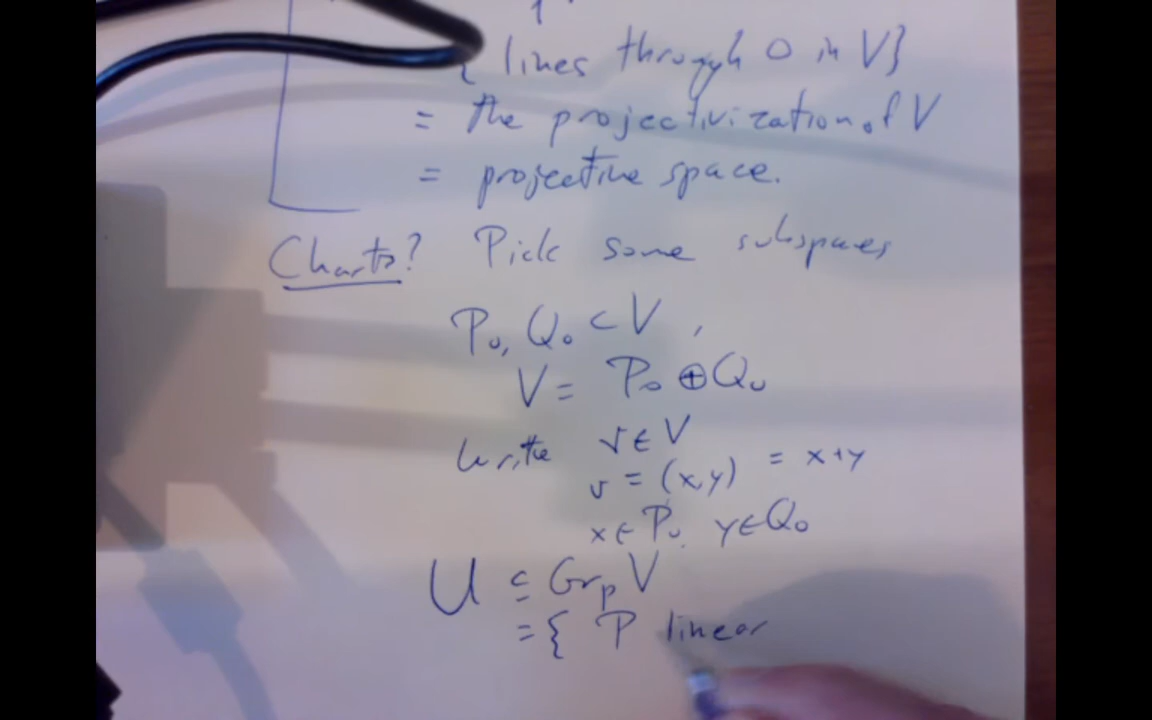 { lines through 0 in V}
= the projectivization of V
= projective space.
Charts? Pick some subspaces
P₀, Q₀ ⊂ V ,
V = P₀ ⊕ Q₀
Write v ∈ V
v = (x,y) = x+y
x ∈ P₀, y ∈ Q₀
U ⊆ Grₚ V
= { P linear